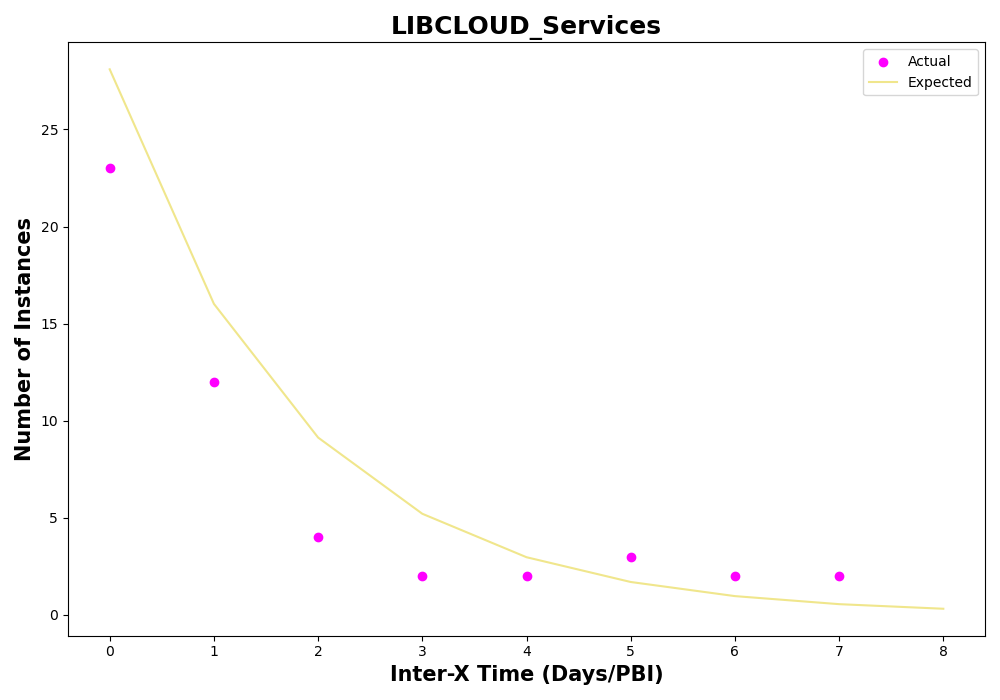 LIBCLOUD_Services
Actual
Expected
25
20
15
10
5
0
Number of Instances
0 1 2 3 4 5 6 7 8
Inter-X Time (Days/PBI)